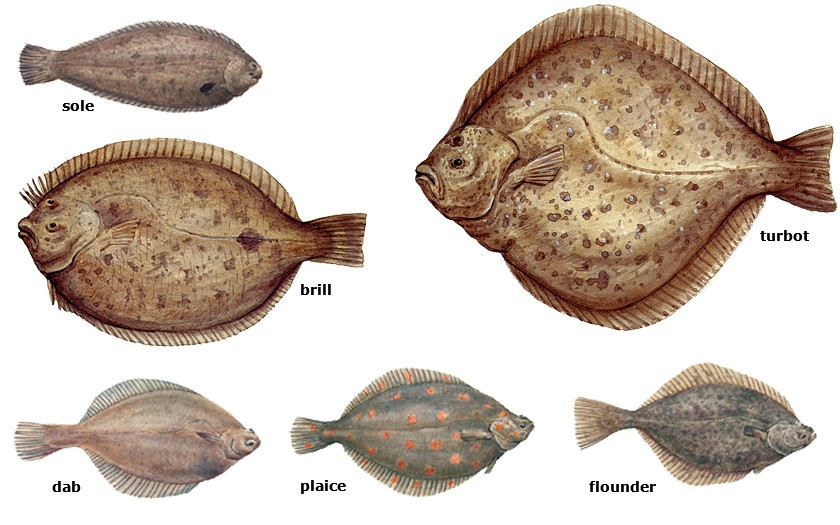 sole
turbot
brill
dab
plaice
flounder